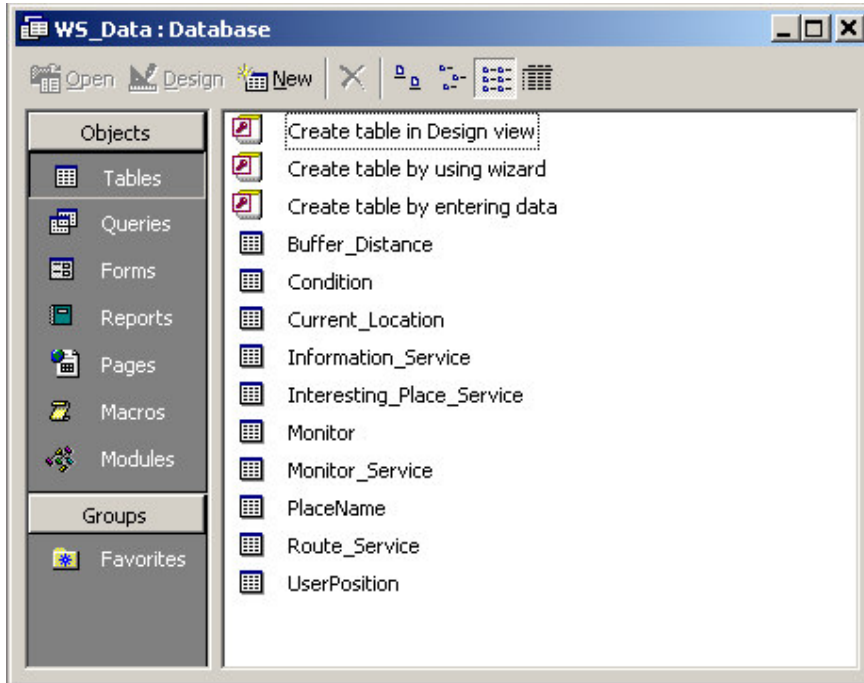 WS_Data : Database
Open Design New
Objects
Tables
Queries
Forms
Reports
Pages
Macros
Modules
Groups
Favorites
Create table in Design view
Create table by using wizard
Create table by entering data
Buffer_Distance
Condition
Current_Location
Information_Service
Interesting_Place_Service
Monitor
Monitor_Service
PlaceName
Route_Service
UserPosition